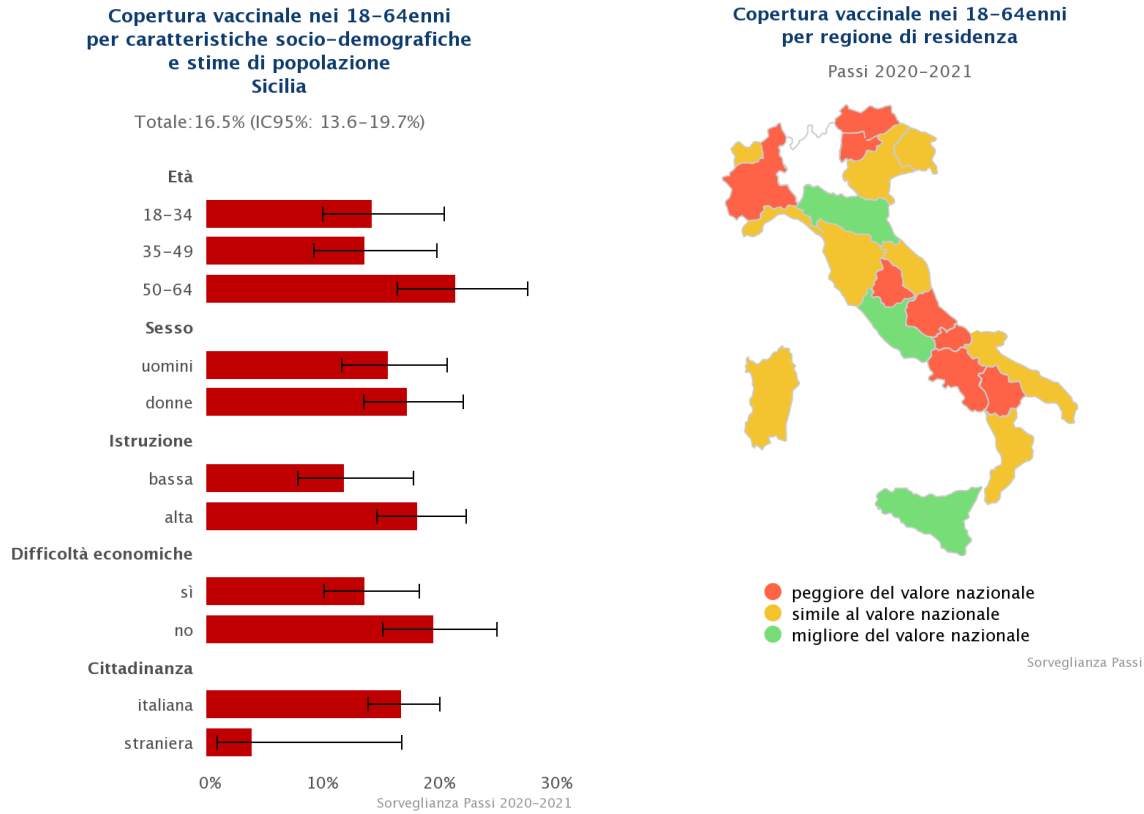 Copertura vaccinale nei 18-64enni
per caratteristiche socio-demografiche
e stime di popolazione
Sicilia
Totale:16.5% (IC95%: 13.6-19.7%)
Età
18-34
35-49
50-64
Sesso
uomini
donne
Istruzione
bassa
alta
Difficoltà economiche
sì
no
Cittadinanza
italiana
straniera
0% 10% 20% 30%
Sorveglianza Passi 2020-2021
Copertura vaccinale nei 18-64enni
per regione di residenza
Passi 2020-2021
peggiore del valore nazionale
simile al valore nazionale
migliore del valore nazionale
Sorveglianza Passi